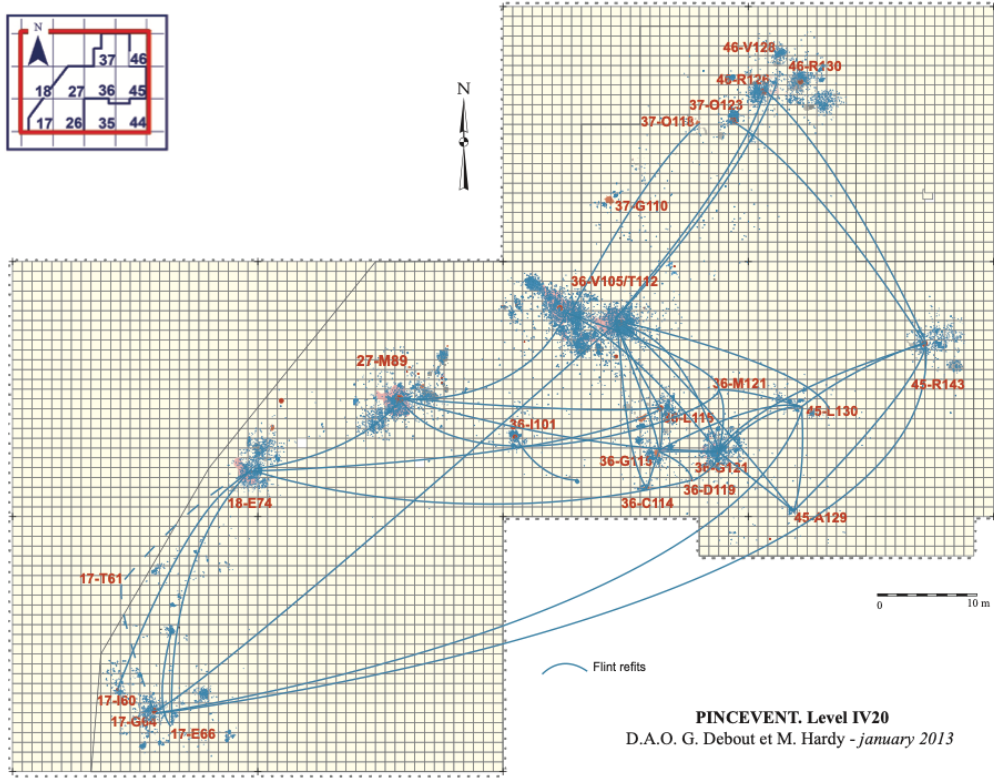 N
37 46
18 27 36 45
17 26 35 44
N
46-V128
46-R130
46-R126
37-O123
37-O118
37-G110
36-V105/T112
27-M89
36-M121
45-R143
45-L130
36-L115
36-I101
36-G115
36-G121
36-D119
18-E74
36-C114
45-A129
17-T61
0 10 m
Flint refits
17-I60
17-G64
17-E66
PINCEVENT. Level IV20
D.A.O. G. Debout et M. Hardy - january 2013